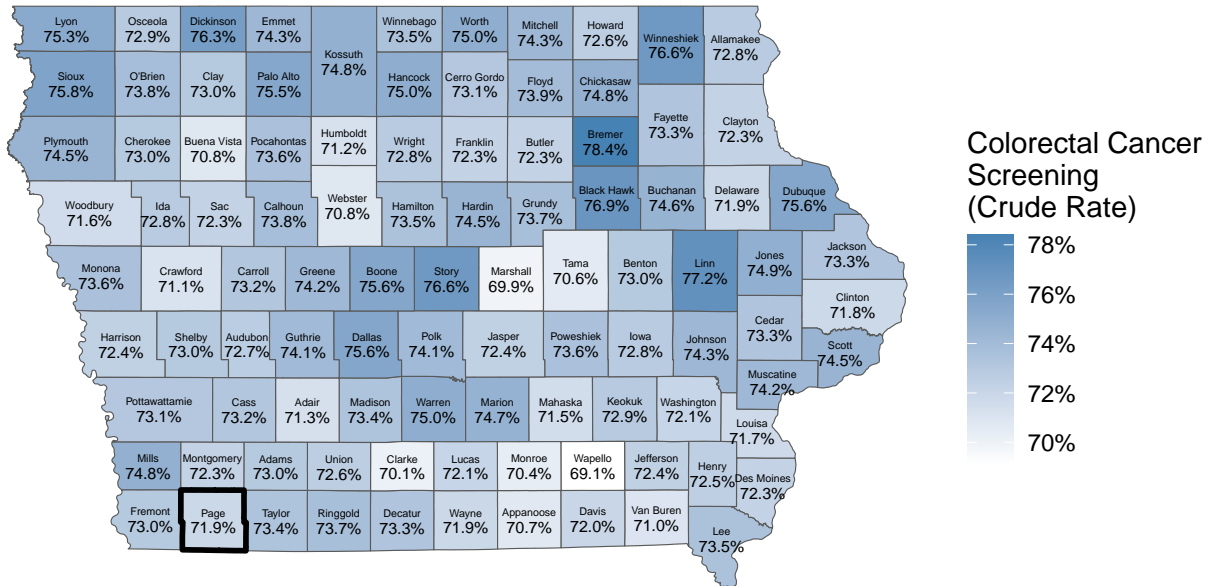 Lyon
75.3%
Osceola
72.9%
Dickinson
76.3%
Emmet
74.3%
Kossuth
74.8%
Winnebago
73.5%
Worth
75.0%
Mitchell
74.3%
Howard
72.6%
Winneshiek
76.6%
Allamakee
72.8%
Sioux
75.8%
O'Brien
73.8%
Clay
73.0%
Palo Alto
75.5%
Hancock
75.0%
Cerro Gordo
73.1%
Floyd
73.9%
Chickasaw
74.8%
Fayette
73.3%
Clayton
72.3%
Plymouth
74.5%
Cherokee
73.0%
Buena Vista
70.8%
Pocahontas
73.6%
Humboldt
71.2%
Wright
72.8%
Franklin
72.3%
Butler
72.3%
Bremer
78.4%
Woodbury
71.6%
Ida
72.8%
Sac
72.3%
Calhoun
73.8%
Webster
70.8%
Hamilton
73.5%
Hardin
74.5%
Grundy
73.7%
Black Hawk
76.9%
Buchanan
74.6%
Delaware
71.9%
Dubuque
75.6%
Monona
73.6%
Crawford
71.1%
Carroll
73.2%
Greene
74.2%
Boone
75.6%
Story
76.6%
Marshall
69.9%
Tama
70.6%
Benton
73.0%
Linn
77.2%
Jones
74.9%
Jackson
73.3%
Clinton
71.8%
Harrison
72.4%
Shelby
73.0%
Audubon
72.7%
Guthrie
74.1%
Dallas
75.6%
Polk
74.1%
Jasper
72.4%
Poweshiek
73.6%
Iowa
72.8%
Johnson
74.3%
Cedar
73.3%
Scott
74.5%
Muscatine
74.2%
Pottawattamie
73.1%
Cass
73.2%
Adair
71.3%
Madison
73.4%
Warren
75.0%
Marion
74.7%
Mahaska
71.5%
Keokuk
72.9%
Washington
72.1%
Louisa
71.7%
Mills
74.8%
Montgomery
72.3%
Adams
73.0%
Union
72.6%
Clarke
70.1%
Lucas
72.1%
Monroe
70.4%
Wapello
69.1%
Jefferson
72.4%
Henry
72.5%
Des Moines
72.3%
Fremont
73.0%
Page
71.9%
Taylor
73.4%
Ringgold
73.7%
Decatur
73.3%
Wayne
71.9%
Appanoose
70.7%
Davis
72.0%
Van Buren
71.0%
Lee
73.5%
Colorectal Cancer
Screening
(Crude Rate)
78%
76%
74%
72%
70%